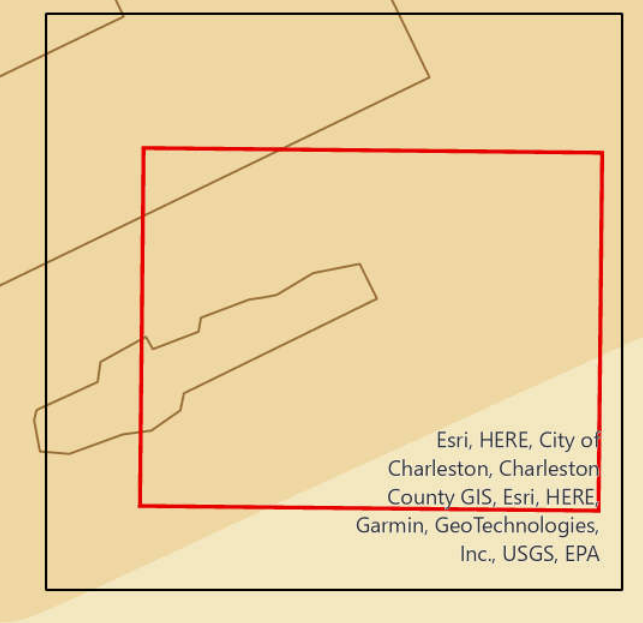 Esri, HERE, City of
Charleston, Charleston
County GIS, Esri, HERE,
Garmin, GeoTechnologies,
Inc., USGS, EPA